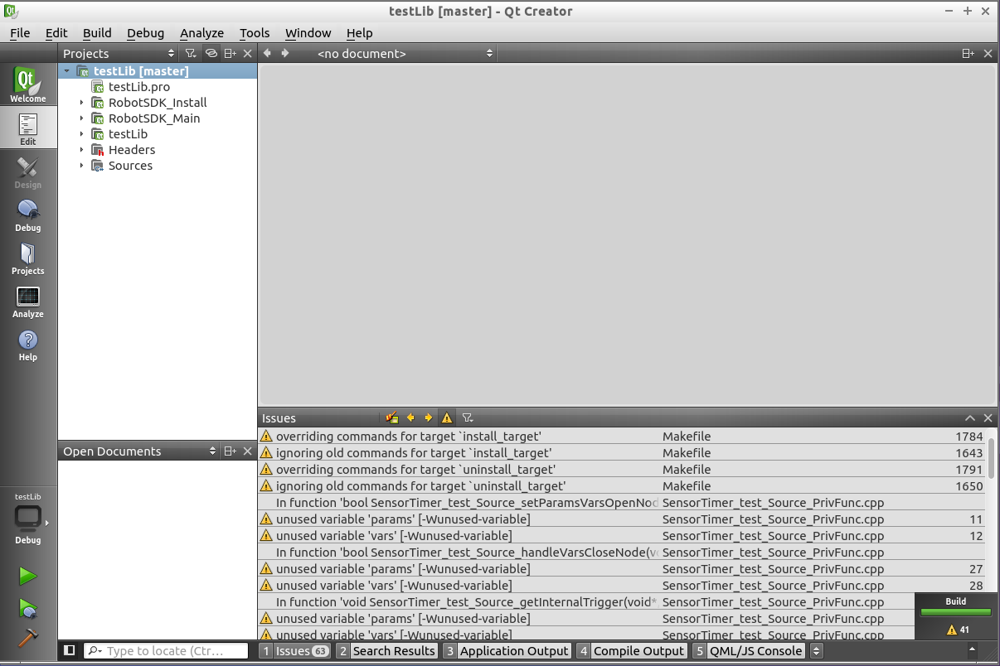 testLib [master] - Qt Creator
File Edit Build Debug Analyze Tools Window Help
Projects
<no document>
Qt
Welcome
Edit
Design
Debug
Projects
Analyze
Help
testLib [master]
testLib.pro
RobotSDK_Install
RobotSDK_Main
testLib
Headers
Sources
Open Documents
testLib
Debug
Issues
overriding commands for target `install_target' Makefile 1784
ignoring old commands for target `install_target' Makefile 1643
overriding commands for target `uninstall_target' Makefile 1791
ignoring old commands for target `uninstall_target' Makefile 1650
In function 'bool SensorTimer_test_Source_setParamsVarsOpenNod SensorTimer_test_Source_PrivFunc.cpp
unused variable 'params' [-Wunused-variable] SensorTimer_test_Source_PrivFunc.cpp 11
unused variable 'vars' [-Wunused-variable] SensorTimer_test_Source_PrivFunc.cpp 12
In function 'bool SensorTimer_test_Source_handleVarsCloseNode(vo SensorTimer_test_Source_PrivFunc.cpp
unused variable 'params' [-Wunused-variable] SensorTimer_test_Source_PrivFunc.cpp 27
unused variable 'vars' [-Wunused-variable] SensorTimer_test_Source_PrivFunc.cpp 28
In function 'void SensorTimer_test_Source_getInternalTrigger(void*, SensorTimer_test_Source_PrivFunc.cpp
unused variable 'params' [-Wunused-variable] SensorTimer_test_Source_PrivFunc.cpp
unused variable 'vars' [-Wunused-variable] SensorTimer_test_Source_PrivFunc.cpp
Build
41
Type to locate (Ctr...
1 Issues 63 2 Search Results 3 Application Output 4 Compile Output 5 QML/JS Console